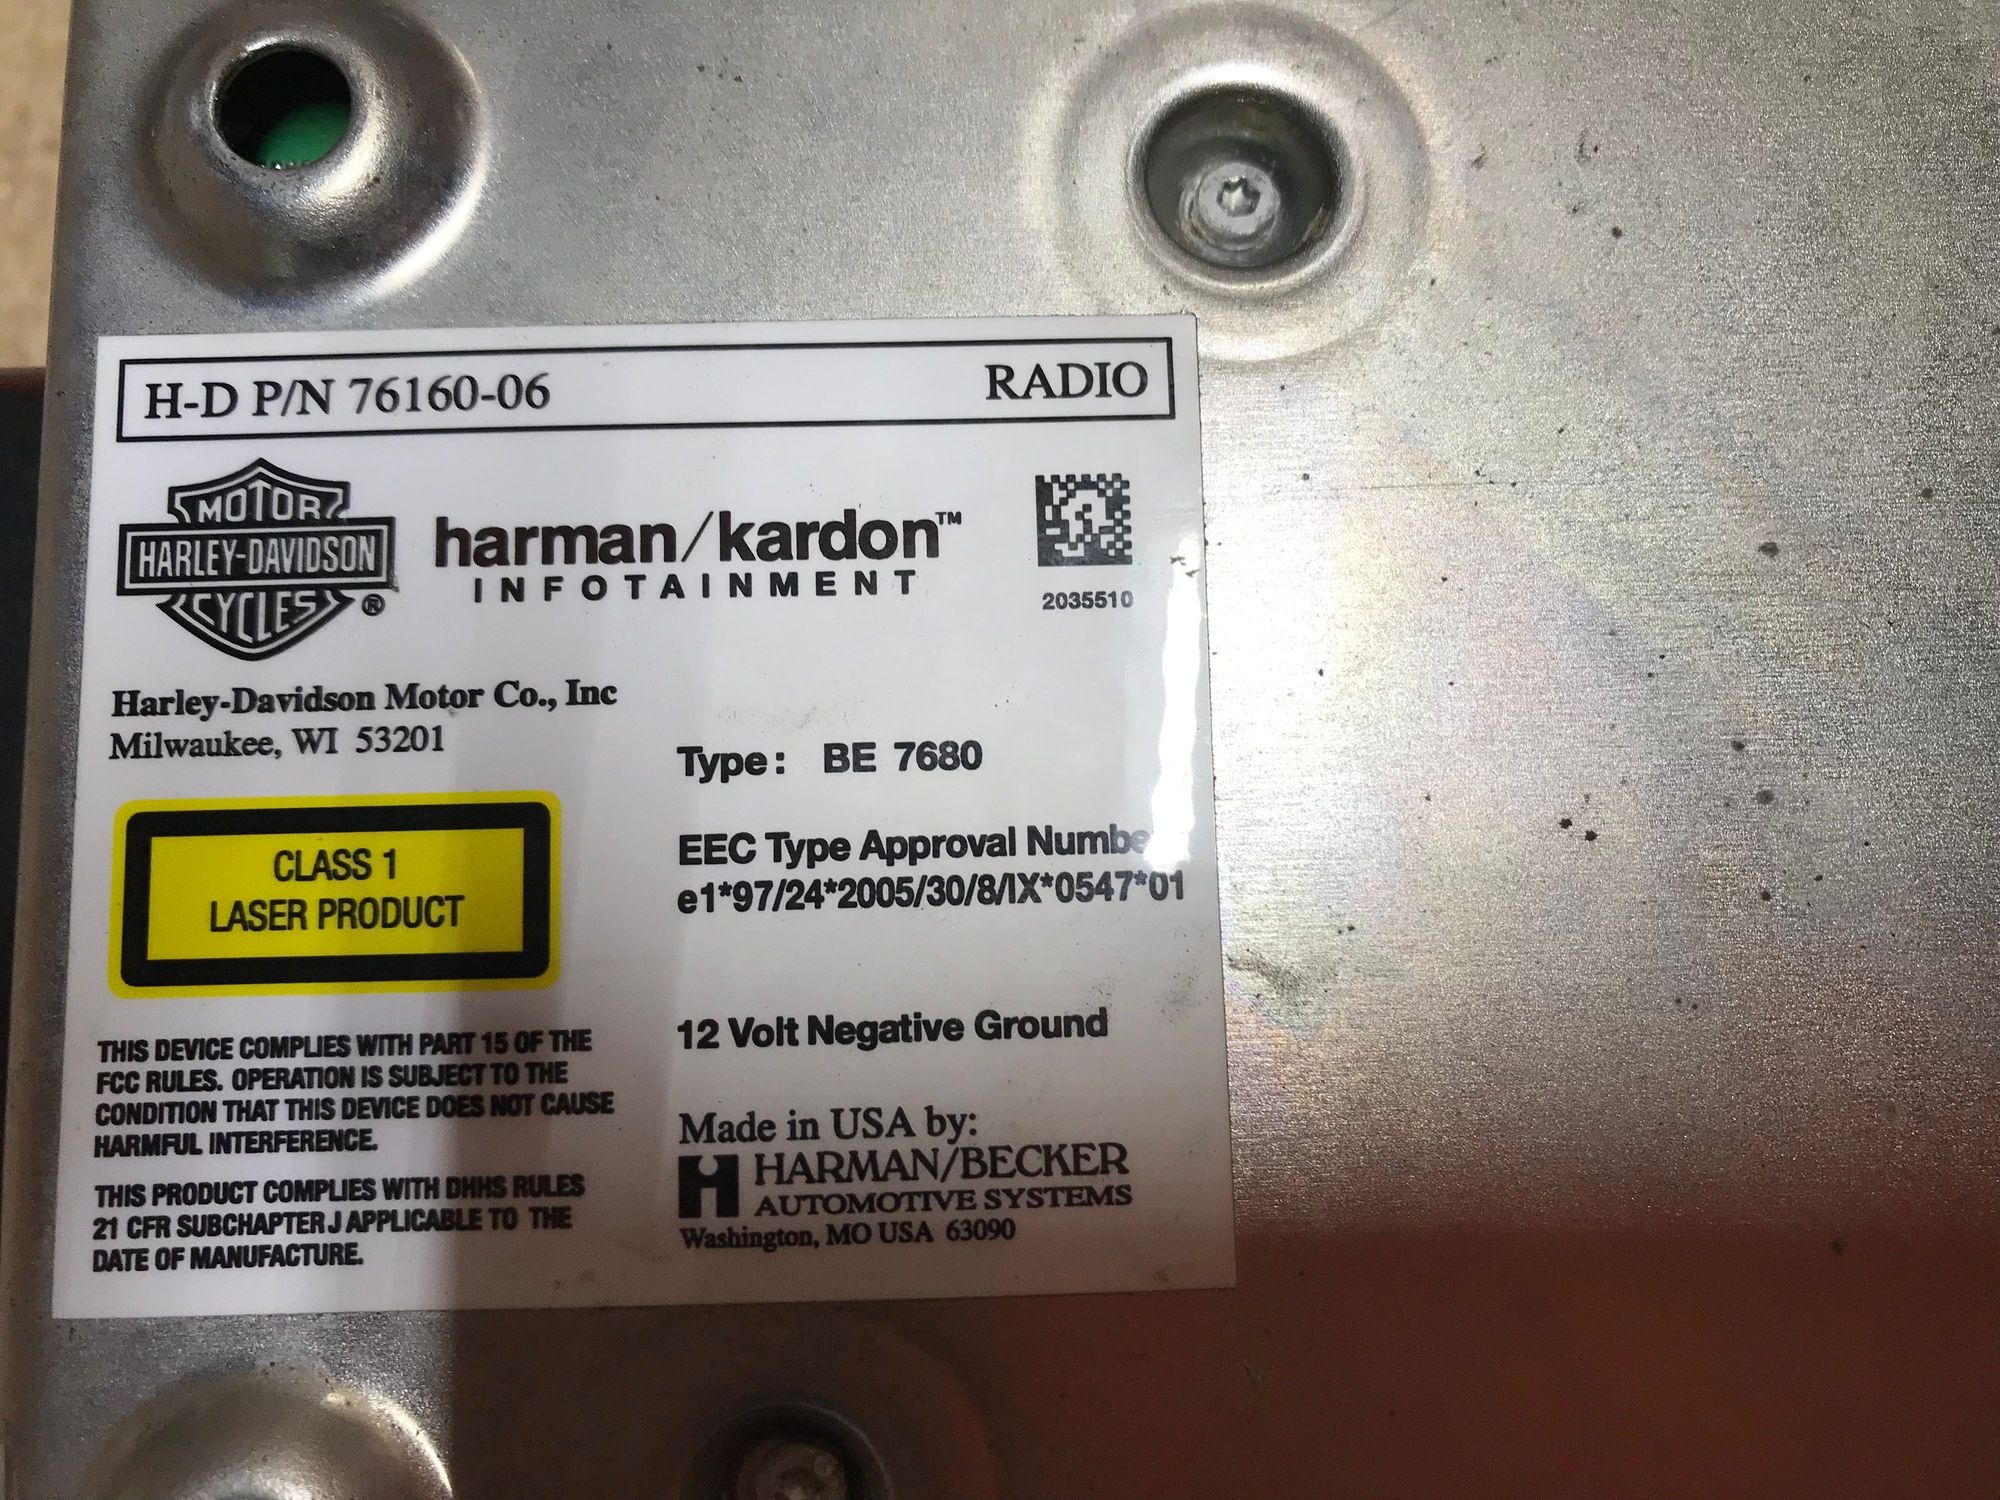 H-D P/N 76160-06 RADIO
MOTOR
HARLEY-DAVIDSON
CYCLES
®
harman/kardon™
INFOTAINMENT
2035510
Harley-Davidson Motor Co., Inc
Milwaukee, WI 53201
CLASS 1
LASER PRODUCT
THIS DEVICE COMPLIES WITH PART 15 OF THE
FCC RULES. OPERATION IS SUBJECT TO THE
CONDITION THAT THIS DEVICE DOES NOT CAUSE
HARMFUL INTERFERENCE.
THIS PRODUCT COMPLIES WITH DHHS RULES
21 CFR SUBCHAPTER J APPLICABLE TO THE
DATE OF MANUFACTURE.
Type: BE 7680
EEC Type Approval Number
e1*97/24*2005/30/8/IX*0547*01
12 Volt Negative Ground
Made in USA by:
HARMAN/BECKER
AUTOMOTIVE SYSTEMS
Washington, MO USA 63090